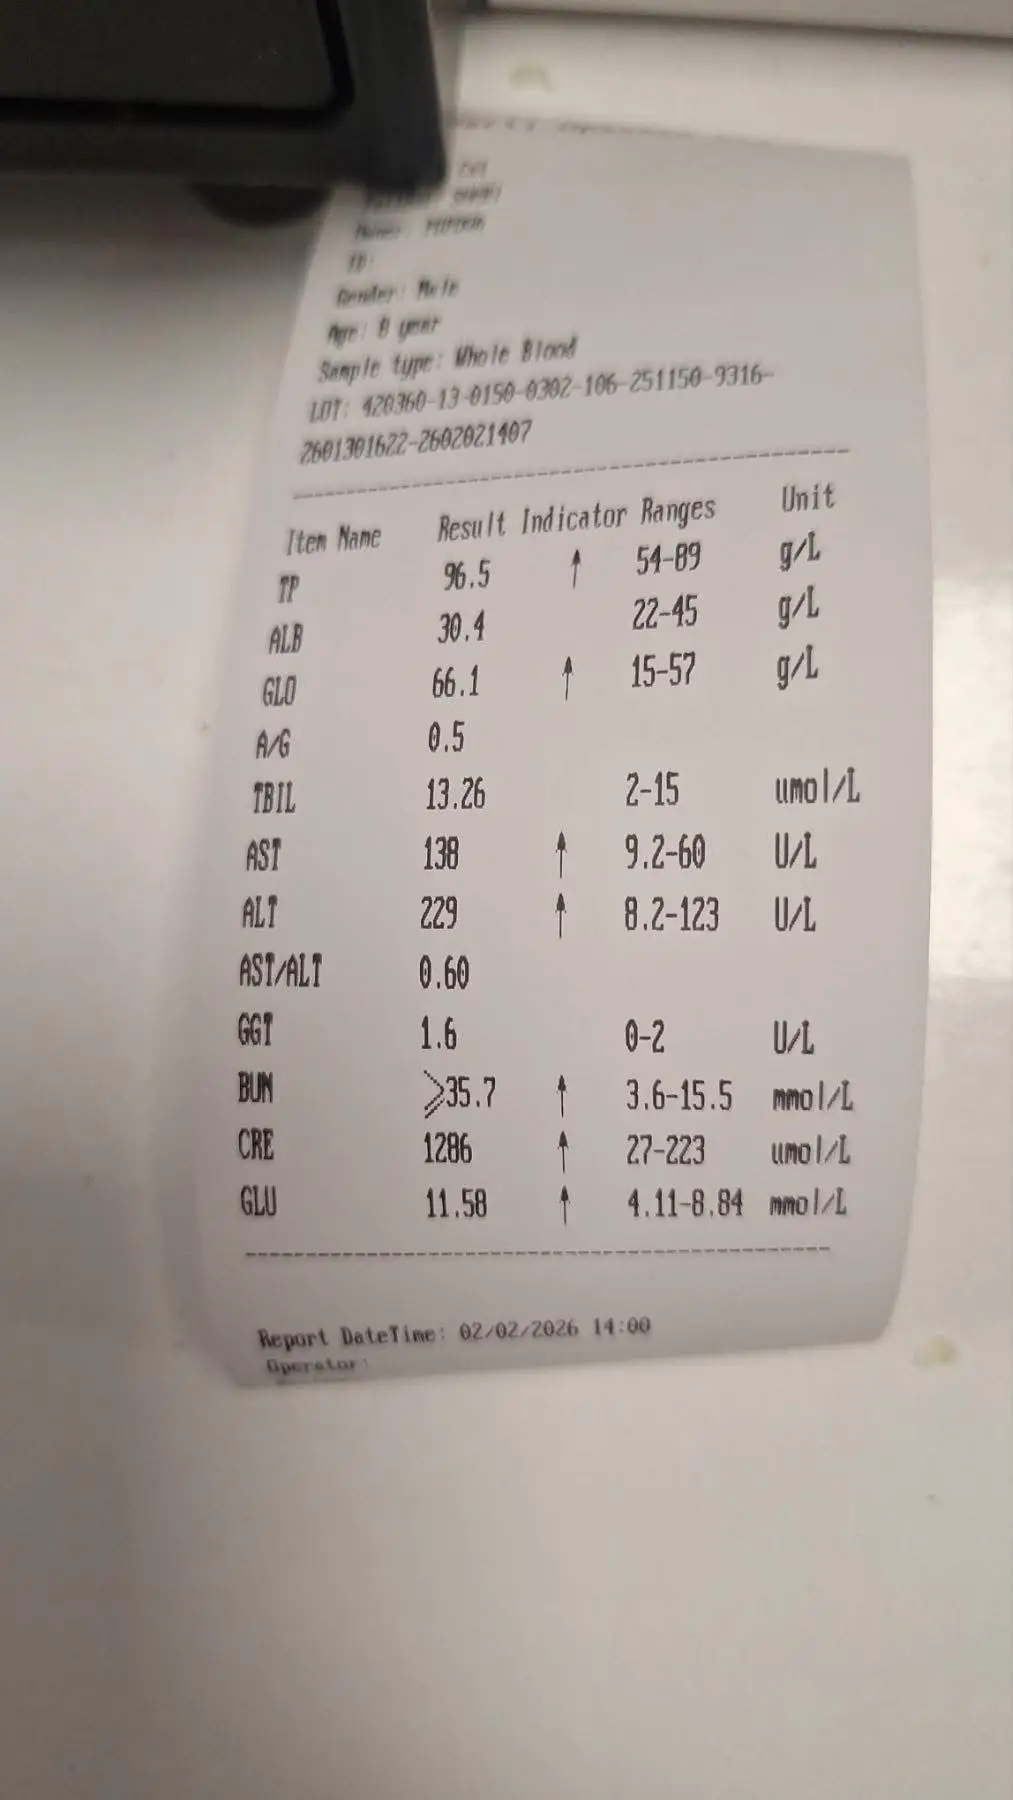 Gender: Male
Age: 8 year
Sample type: Whole Blood
LOT: 420360-13-0150-0302-106-251150-9316-
2601301622-2602021407
Item Name Result Indicator Ranges Unit
TP 96.5 ↑ 54-89 g/L
ALB 30.4 22-45 g/L
GLO 66.1 ↑ 15-57 g/L
A/G 0.5
TBIL 13.26 2-15 umol/L
AST 138 ↑ 9.2-60 U/L
ALT 229 ↑ 8.2-123 U/L
AST/ALT 0.60
GGT 1.6 0-2 U/L
BUN ⩾35.7 ↑ 3.6-15.5 mmol/L
CRE 1286 ↑ 27-223 umol/L
GLU 11.58 ↑ 4.11-8.84 mmol/L
Report DateTime: 02/02/2026 14:00
Operator: